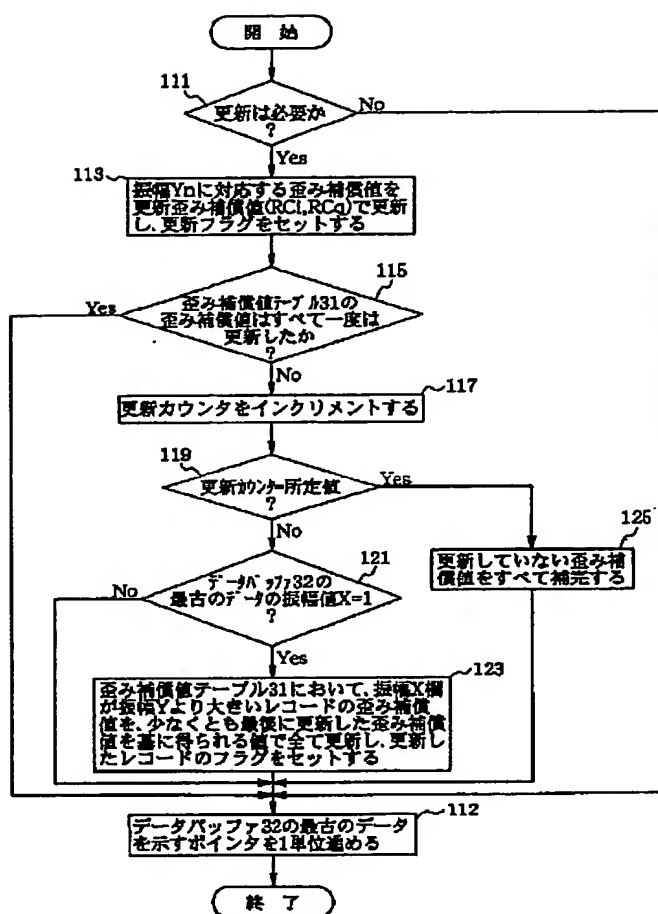 開 始
111
更新は必要か
?
No
Yes
113
振幅Ynに対応する歪み補償値を
更新歪み補償値(RCi,RCq)で更新
し、更新フラグをセットする
115
Yes
歪み補償値テーブル31の
歪み補償値はすべて一度は
更新したか
?
No
117
更新カウンタをインクリメントする
119
更新カウンター所定値
?
Yes
No
125
更新していない歪み補
償値をすべて補完する
121
データバッファ32の
最古のデータの振幅値X=1
?
No
Yes
123
歪み補償値テーブル31において、振幅X欄
が振幅Yより大きいレコードの歪み補償
値を、少なくとも最後に更新した歪み補償
値を基に得られる値で全て更新し、更新し
たレコードのフラグをセットする
112
データバッファ32の最古のデータ
を示すポインタを1単位進める
終 了